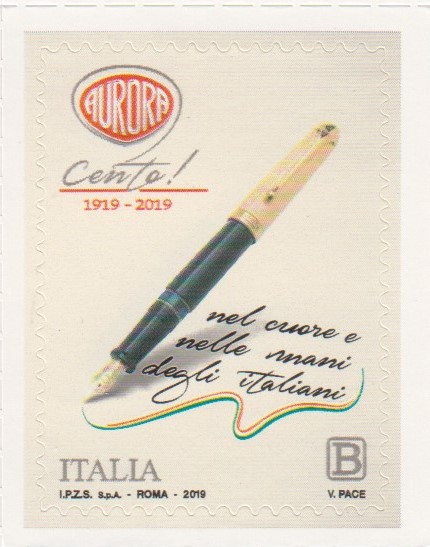 AURORA
Cento!
1919 - 2019
nel cuore e
nelle mani
degli italiani
ITALIA
B
I.P.Z.S. S.p.A. - ROMA - 2019
V. PACE